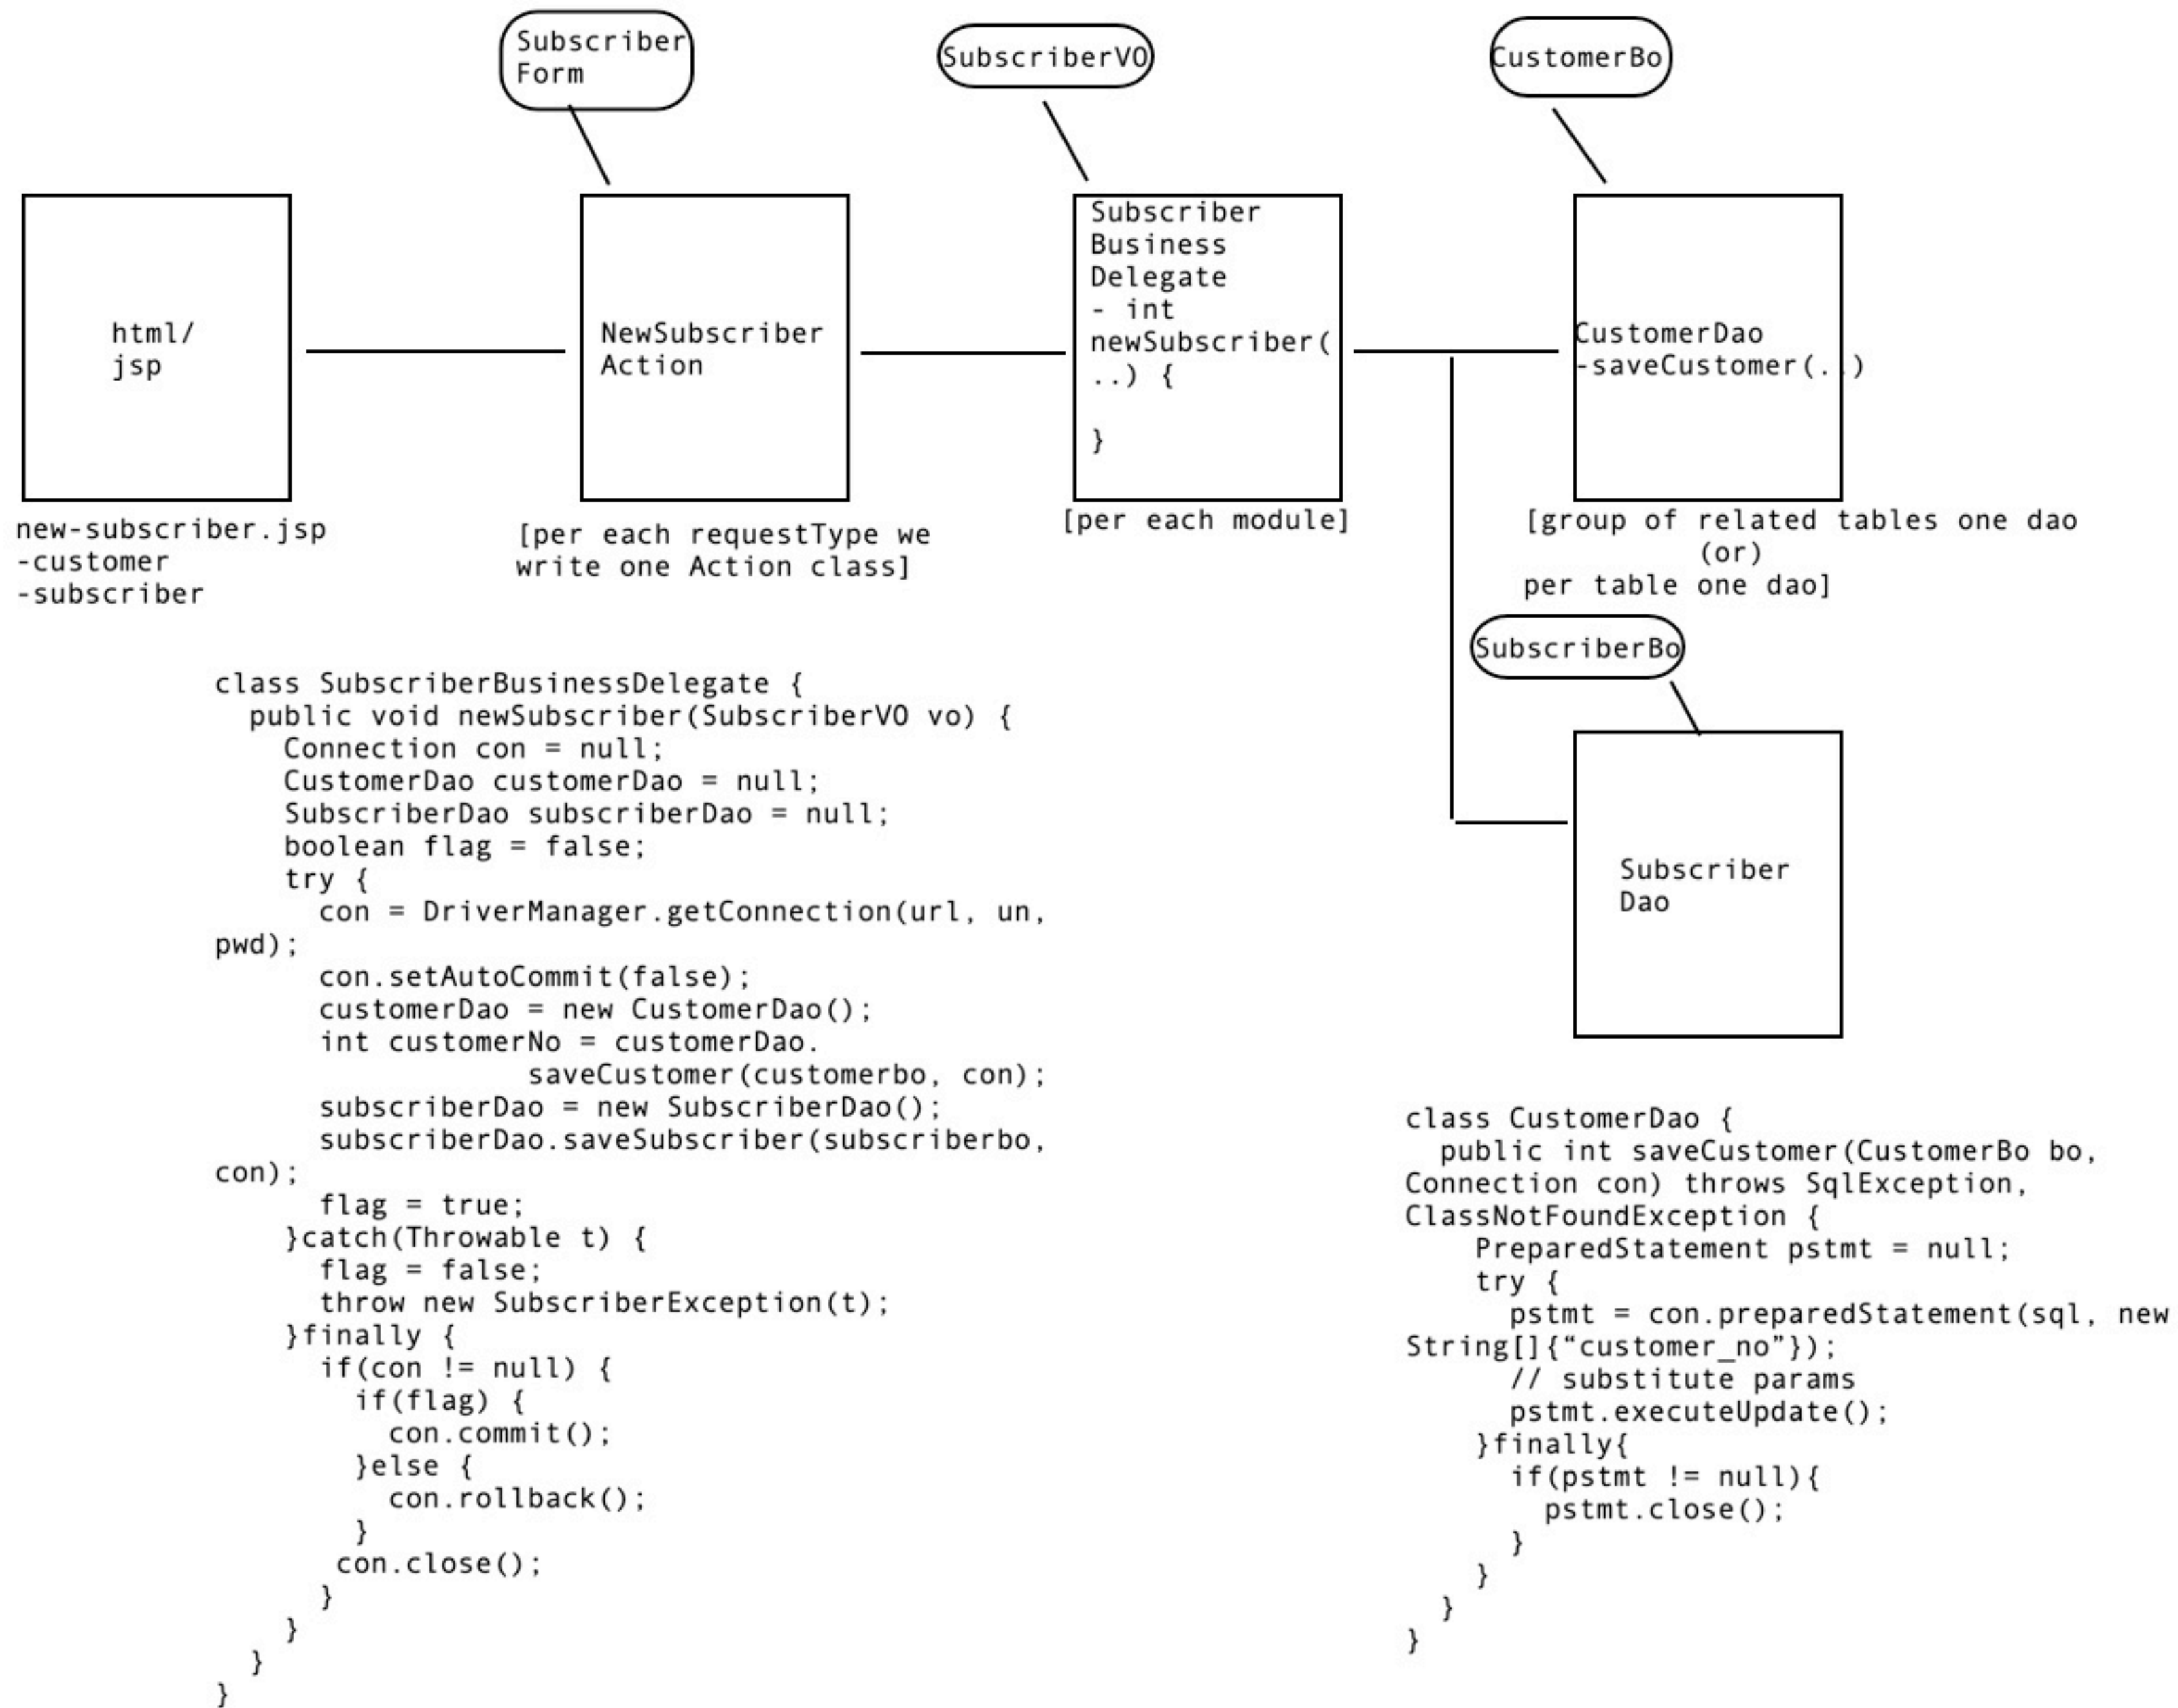 Subscriber
Form
SubscriberVO
CustomerBo
html/
jsp
NewSubscriber
Action
Subscriber
Business
Delegate
- int
newSubscriber(
..) {
}
CustomerDao
-saveCustomer(..)
new-subscriber.jsp
-customer
-subscriber
[per each requestType we
write one Action class]
[per each module]
[group of related tables one dao
(or)
per table one dao]
SubscriberBo
Subscriber
Dao
class SubscriberBusinessDelegate {
  public void newSubscriber(SubscriberVO vo) {
    Connection con = null;
    CustomerDao customerDao = null;
    SubscriberDao subscriberDao = null;
    boolean flag = false;
    try {
      con = DriverManager.getConnection(url, un,
pwd);
      con.setAutoCommit(false);
      customerDao = new CustomerDao();
      int customerNo = customerDao.
                  saveCustomer(customerbo, con);
      subscriberDao = new SubscriberDao();
      subscriberDao.saveSubscriber(subscriberbo,
con);
      flag = true;
    }catch(Throwable t) {
      flag = false;
      throw new SubscriberException(t);
    }finally {
      if(con != null) {
        if(flag) {
          con.commit();
        }else {
          con.rollback();
        }
       con.close();
      }
    }
  }
}
class CustomerDao {
  public int saveCustomer(CustomerBo bo,
Connection con) throws SqlException,
ClassNotFoundException {
    PreparedStatement pstmt = null;
    try {
      pstmt = con.preparedStatement(sql, new
String[]{“customer_no”});
      // substitute params
      pstmt.executeUpdate();
    }finally{
      if(pstmt != null){
        pstmt.close();
      }
    }
  }
}